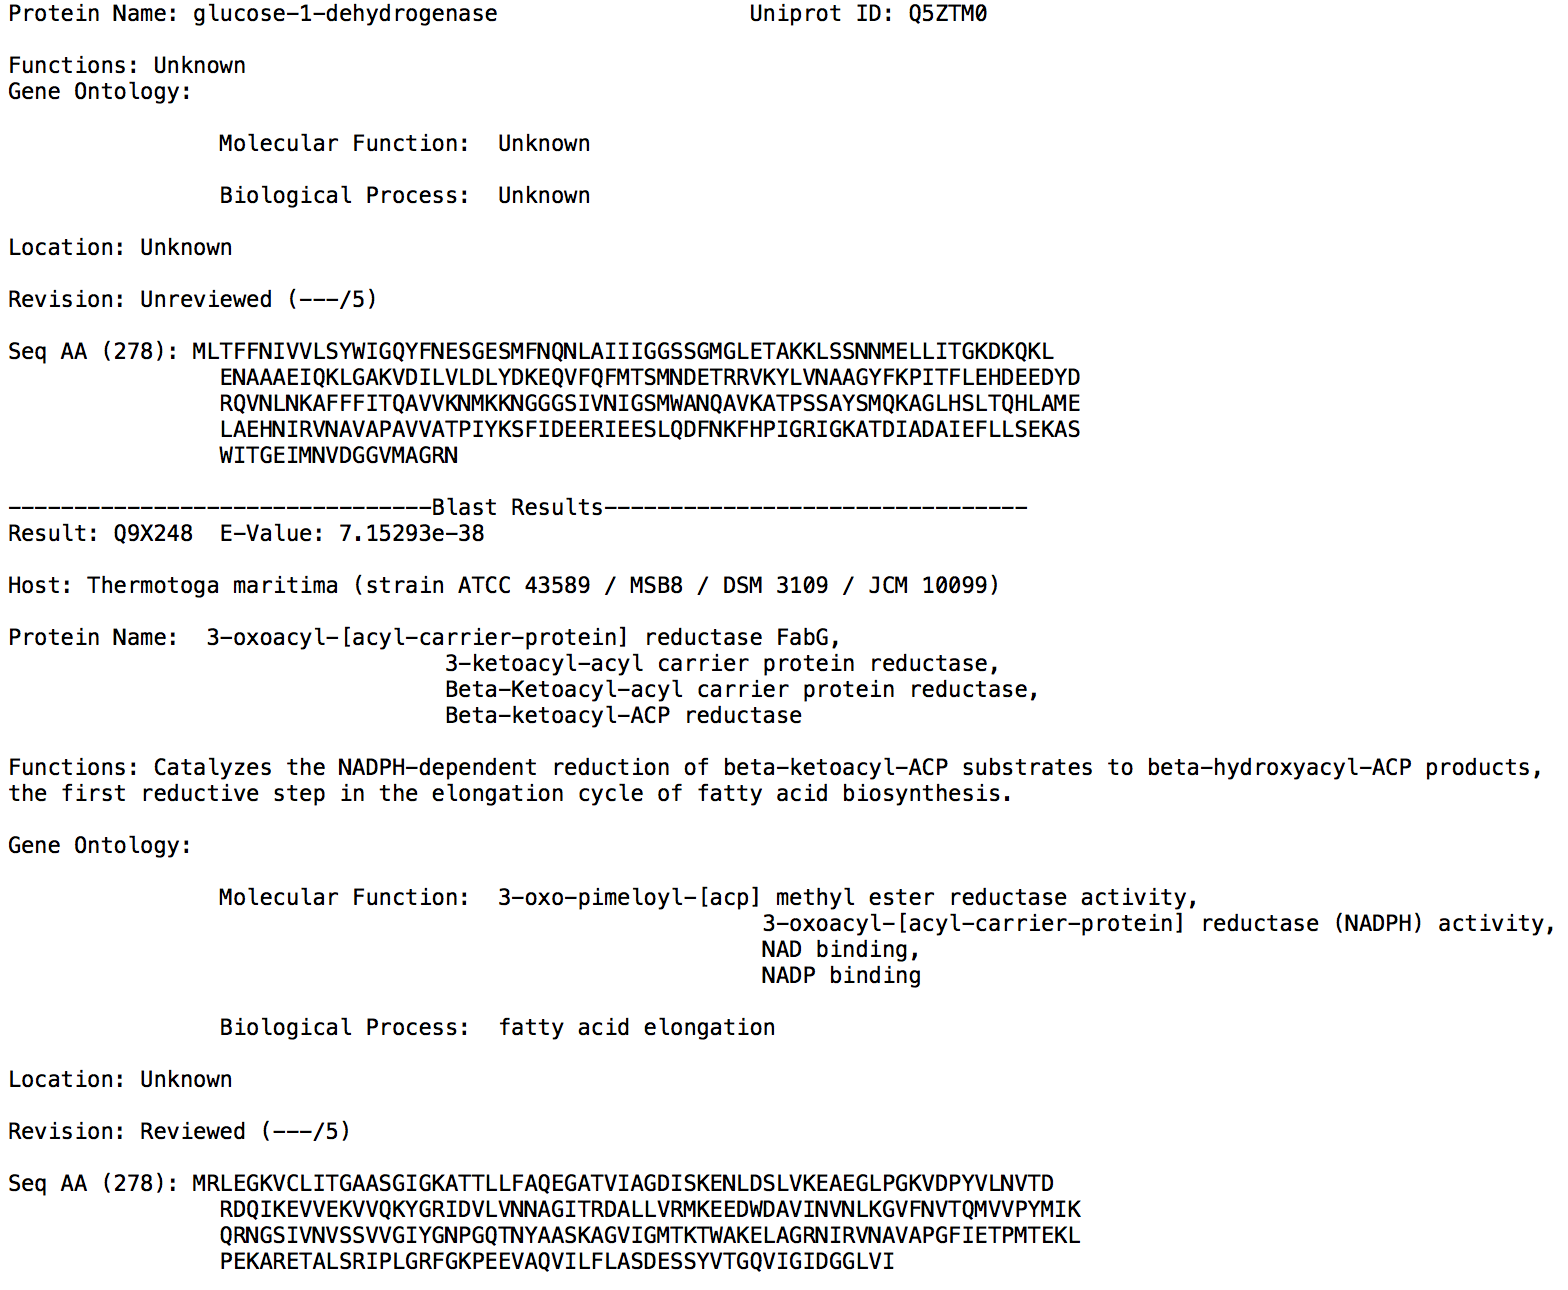 Protein Name: glucose-1-dehydrogenase Uniprot ID: Q5ZTM0
Functions: Unknown
Gene Ontology:
Molecular Function: Unknown
Biological Process: Unknown
Location: Unknown
Revision: Unreviewed (---/5)
Seq AA (278): MLTFFNIVVLSYWIGQYFNESGESMFNQNLAIIIGGSSGMGLETAKKLSSNNMELLITGKDKQKL
ENAAAEIQKLGAKVDILVLDLYDKEQVFQFMTSMNDETRRVKYLVNAAGYFKPITFLEHDEEDYD
RQVNLNKAFFFITQAVVKNMKKNGGGSIVNIGSMWANQAVKATPSSAYSMQKAGLHSLTQHLAME
LAEHNIRVNAVAPAVVATPIYKSFIDEERIEESLQDFNKFHPIGRIGKATDIADAIEFLLSEKAS
WITGEIMNVDGGVMAGRN
--------------------------------Blast Results--------------------------------
Result: Q9X248 E-Value: 7.15293e-38
Host: Thermotoga maritima (strain ATCC 43589 / MSB8 / DSM 3109 / JCM 10099)
Protein Name: 3-oxoacyl-[acyl-carrier-protein] reductase FabG,
3-ketoacyl-acyl carrier protein reductase,
Beta-Ketoacyl-acyl carrier protein reductase,
Beta-ketoacyl-ACP reductase
Functions: Catalyzes the NADPH-dependent reduction of beta-ketoacyl-ACP substrates to beta-hydroxyacyl-ACP products,
the first reductive step in the elongation cycle of fatty acid biosynthesis.
Gene Ontology:
Molecular Function: 3-oxo-pimeloyl-[acp] methyl ester reductase activity,
3-oxoacyl-[acyl-carrier-protein] reductase (NADPH) activity,
NAD binding,
NADP binding
Biological Process: fatty acid elongation
Location: Unknown
Revision: Reviewed (---/5)
Seq AA (278): MRLEGKVCLITGAASGIGKATTLLFAQEGATVIAGDISKENLDSLVKEAEGLPGKVDPYVLNVTD
RDQIKEVVEKVVQKYGRIDVLVNNAGITRDALLVRMKEEDWDAVINVNLKGVFNVTQMVVPYMIK
QRNGSIVNVSSVVGIYGNPGQTNYAASKAGVIGMTKTWAKELAGRNIRVNAVAPGFIETPMTEKL
PEKARETALSRIPLGRFGKPEEVAQVILFLASDESSYVTGQVIGIDGGLVI